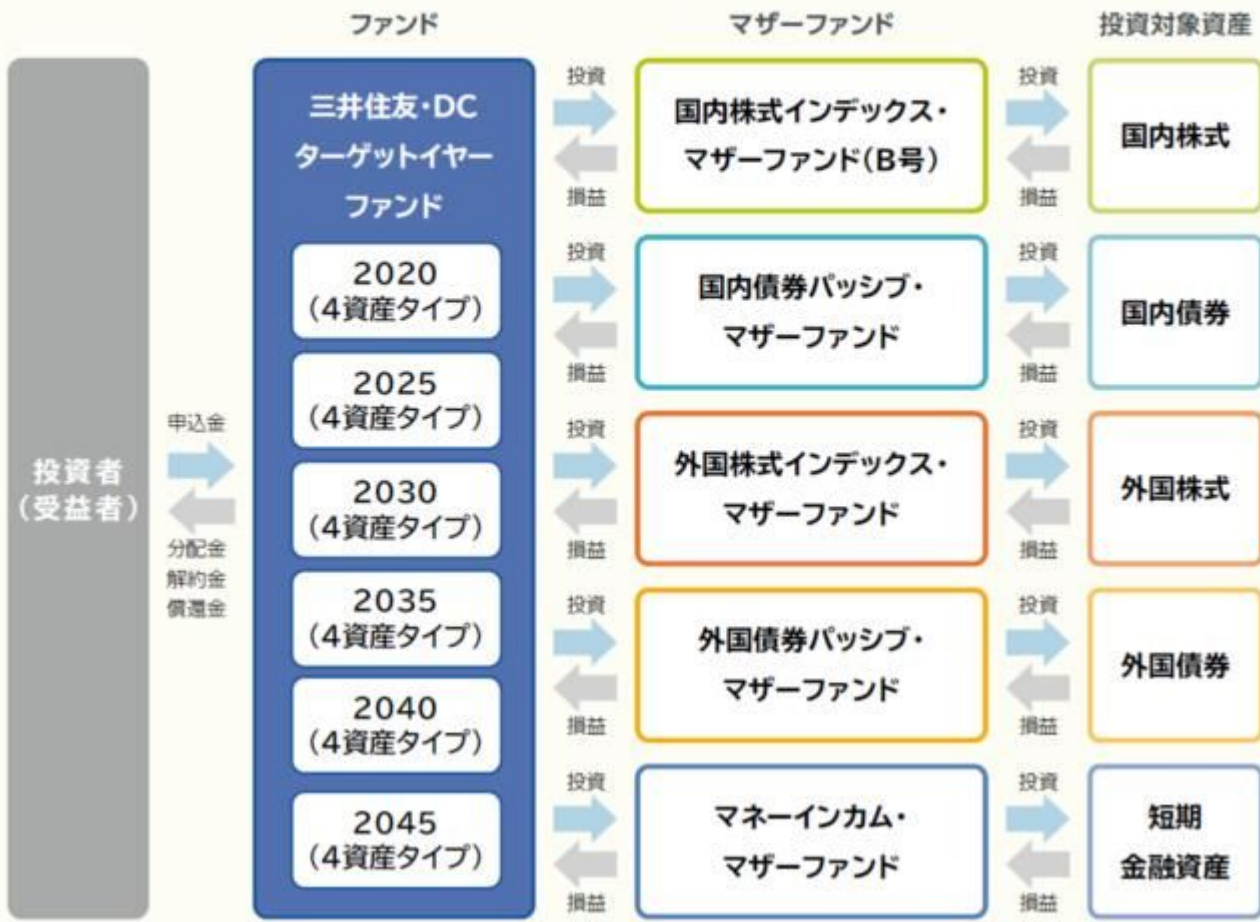 ファンド
マザーファンド
投資対象資産
投資者
(受益者)
申込金
分配金
解約金
償還金
三井住友・DC
ターゲットイヤー
ファンド
2020
(4資産タイプ)
2025
(4資産タイプ)
2030
(4資産タイプ)
2035
(4資産タイプ)
2040
(4資産タイプ)
2045
(4資産タイプ)
投資
損益
国内株式インデックス・
マザーファンド(B号)
投資
損益
国内株式
投資
損益
国内債券パッシブ・
マザーファンド
投資
損益
国内債券
投資
損益
外国株式インデックス・
マザーファンド
投資
損益
外国株式
投資
損益
外国債券パッシブ・
マザーファンド
投資
損益
外国債券
投資
損益
マネーインカム・
マザーファンド
投資
損益
短期
金融資産